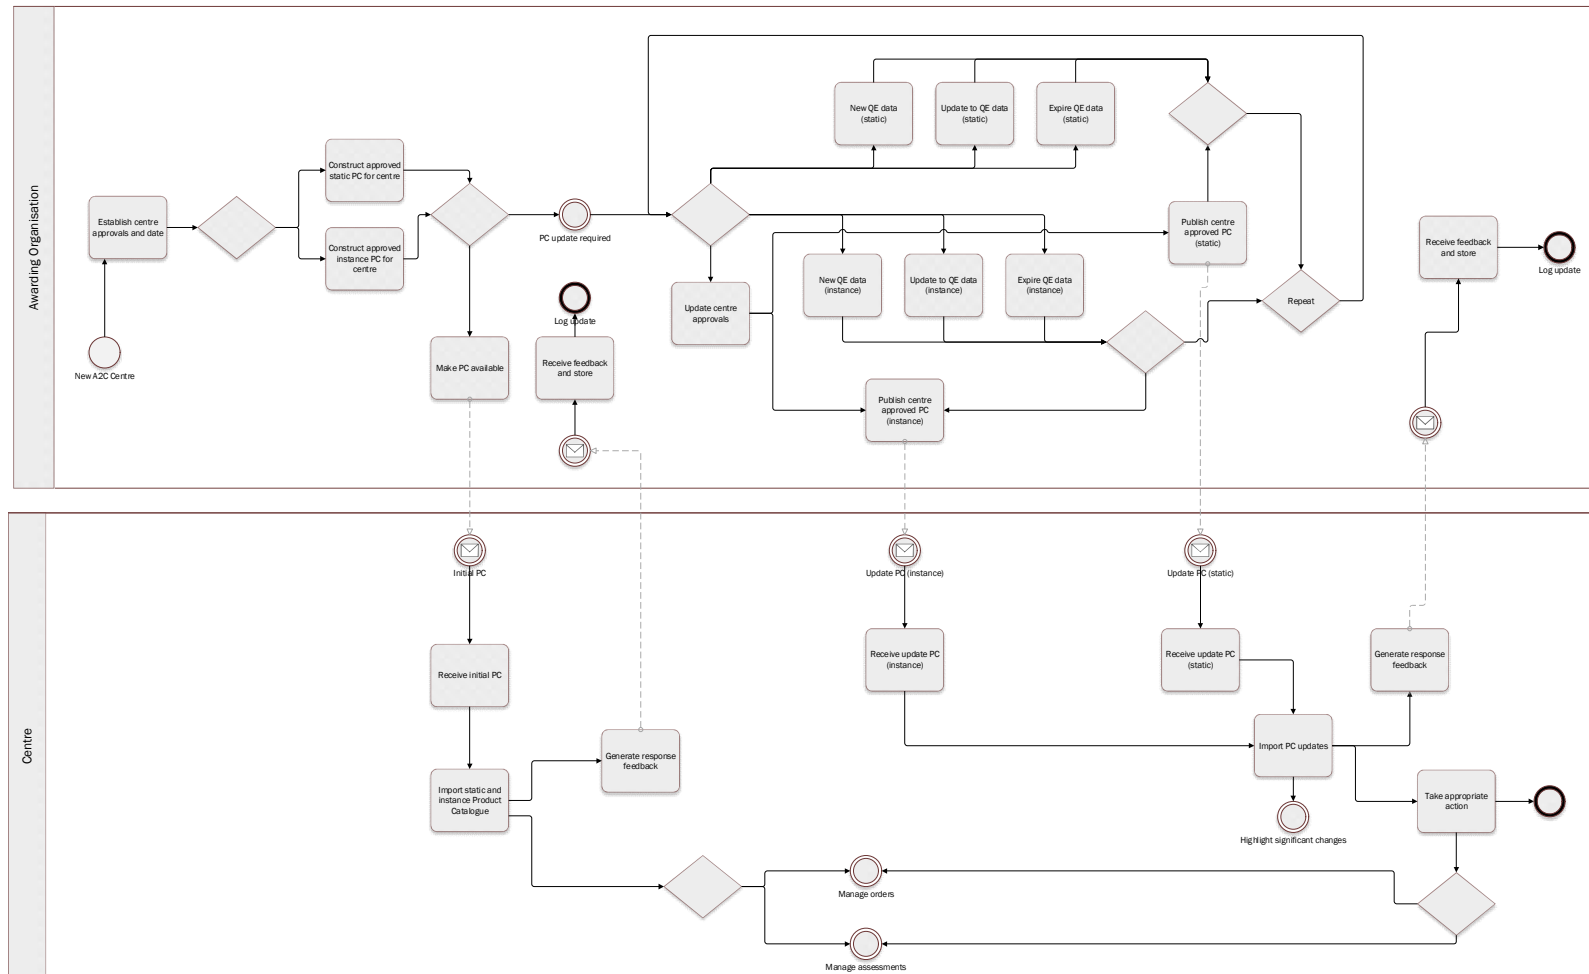 Awarding Organisation
New A2C Centre
Establish centre
approvals and date
Construct approved
static PC for centre
Construct approved
instance PC for
centre
Make PC available
PC update required
Log update
Receive feedback
and store
New QE data
(static)
Update to QE data
(static)
Expire QE data
(static)
New QE data
(instance)
Update to QE data
(instance)
Expire QE data
(instance)
Update centre
approvals
Publish centre
approved PC
(instance)
Publish centre
approved PC
(static)
Repeat
Receive feedback
and store
Log update
Centre
Initial PC
Receive initial PC
Import static and
instance Product
Catalogue
Generate response
feedback
Update PC (instance)
Receive update PC
(instance)
Update PC (static)
Receive update PC
(static)
Import PC updates
Highlight significant changes
Generate response
feedback
Take appropriate
action
Manage orders
Manage assessments